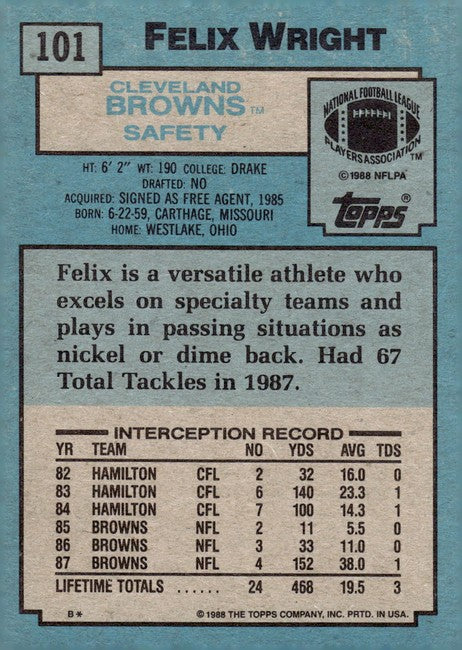 101
FELIX WRIGHT
CLEVELAND
BROWNS™
SAFETY
NATIONAL FOOTBALL LEAGUE
PLAYERS ASSOCIATION™
©1988 NFLPA
topps®
HT: 6' 2" WT: 190 COLLEGE: DRAKE
DRAFTED: NO
ACQUIRED: SIGNED AS FREE AGENT, 1985
BORN: 6-22-59, CARTHAGE, MISSOURI
HOME: WESTLAKE, OHIO
Felix is a versatile athlete who
excels on specialty teams and
plays in passing situations as
nickel or dime back. Had 67
Total Tackles in 1987.
INTERCEPTION RECORD
YR TEAM NO YDS AVG TDS
82 HAMILTON CFL 2 32 16.0 0
83 HAMILTON CFL 6 140 23.3 1
84 HAMILTON CFL 7 100 14.3 1
85 BROWNS NFL 2 11 5.5 0
86 BROWNS NFL 3 33 11.0 0
87 BROWNS NFL 4 152 38.0 1
LIFETIME TOTALS ...... 24 468 19.5 3
B* ©1988 THE TOPPS COMPANY, INC. PRTD. IN USA.